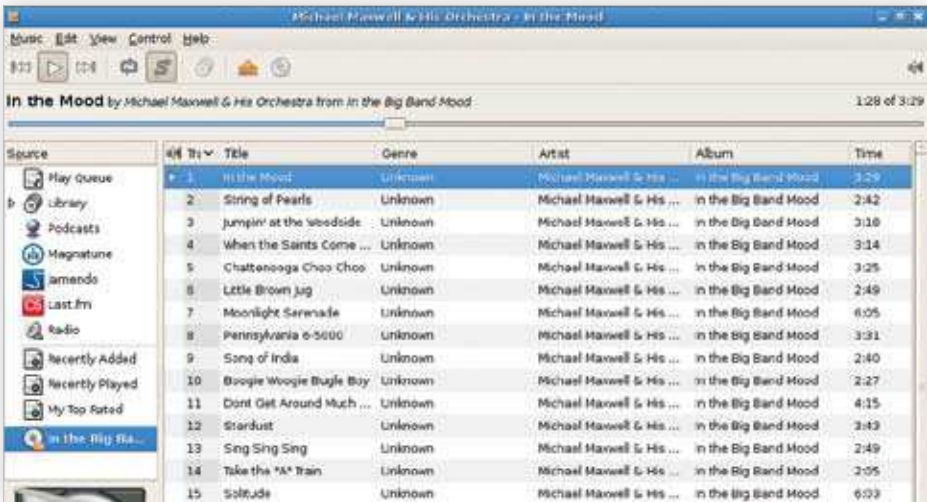 Michael Maxwell & His Orchestra - In the Mood
Music Edit View Control Help
In the Mood by Michael Maxwell & His Orchestra from In the Big Band Mood 1:28 of 3:29
Source Title Genre Artist Album Time
Play Queue
Library
Podcasts
Magnatune
Jamendo
Last.fm
Radio
Recently Added
Recently Played
My Top Rated
In the Big Ba...
1 In the Mood Unknown Michael Maxwell & His ... In the Big Band Mood 3:29
2 String of Pearls Unknown Michael Maxwell & His ... In the Big Band Mood 2:42
3 Jumpin' at the Woodside Unknown Michael Maxwell & His ... In the Big Band Mood 3:10
4 When the Saints Come ... Unknown Michael Maxwell & His ... In the Big Band Mood 3:14
5 Chattanooga Choo Choo Unknown Michael Maxwell & His ... In the Big Band Mood 3:25
6 Little Brown Jug Unknown Michael Maxwell & His ... In the Big Band Mood 2:49
7 Moonlight Serenade Unknown Michael Maxwell & His ... In the Big Band Mood 6:05
8 Pennsylvania 6-5000 Unknown Michael Maxwell & His ... In the Big Band Mood 3:31
9 Song of India Unknown Michael Maxwell & His ... In the Big Band Mood 2:40
10 Boogie Woogie Bugle Boy Unknown Michael Maxwell & His ... In the Big Band Mood 2:27
11 Dont Get Around Much ... Unknown Michael Maxwell & His ... In the Big Band Mood 4:15
12 Stardust Unknown Michael Maxwell & His ... In the Big Band Mood 3:43
13 Sing Sing Sing Unknown Michael Maxwell & His ... In the Big Band Mood 2:49
14 Take the "A" Train Unknown Michael Maxwell & His ... In the Big Band Mood 2:05
15 Solitude Unknown Michael Maxwell & His ... In the Big Band Mood 6:03